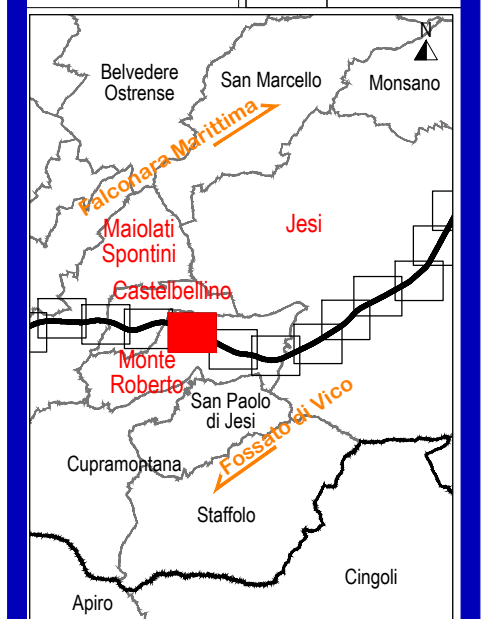 N
Belvedere
Ostrense
San Marcello
Monsano
Falconara Marittima
Maiolati
Spontini
Jesi
Castelbellino
Monte
Roberto
San Paolo
di Jesi
Fossato di Vico
Cupramontana
Staffolo
Cingoli
Apiro